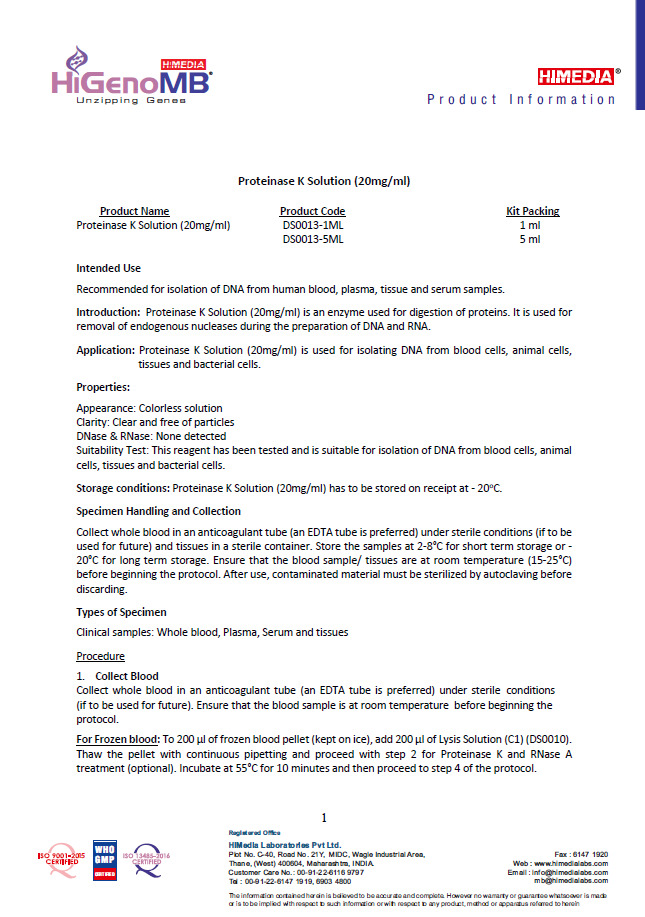 HIMEDIA
HiGenoMB®
Unzipping Genes
HIMEDIA®
Product Information
Proteinase K Solution (20mg/ml)
Product Name Product Code Kit Packing
Proteinase K Solution (20mg/ml) DS0013-1ML 1 ml
DS0013-5ML 5 ml
Intended Use
Recommended for isolation of DNA from human blood, plasma, tissue and serum samples.
Introduction: Proteinase K Solution (20mg/ml) is an enzyme used for digestion of proteins. It is used for
removal of endogenous nucleases during the preparation of DNA and RNA.
Application: Proteinase K Solution (20mg/ml) is used for isolating DNA from blood cells, animal cells,
tissues and bacterial cells.
Properties:
Appearance: Colorless solution
Clarity: Clear and free of particles
DNase & RNase: None detected
Suitability Test: This reagent has been tested and is suitable for isolation of DNA from blood cells, animal
cells, tissues and bacterial cells.
Storage conditions: Proteinase K Solution (20mg/ml) has to be stored on receipt at - 20°C.
Specimen Handling and Collection
Collect whole blood in an anticoagulant tube (an EDTA tube is preferred) under sterile conditions (if to be
used for future) and tissues in a sterile container. Store the samples at 2-8°C for short term storage or -
20°C for long term storage. Ensure that the blood sample/ tissues are at room temperature (15-25°C)
before beginning the protocol. After use, contaminated material must be sterilized by autoclaving before
discarding.
Types of Specimen
Clinical samples: Whole blood, Plasma, Serum and tissues
Procedure
1. Collect Blood
Collect whole blood in an anticoagulant tube (an EDTA tube is preferred) under sterile conditions
(if to be used for future). Ensure that the blood sample is at room temperature before beginning the
protocol.
For Frozen blood: To 200 µl of frozen blood pellet (kept on ice), add 200 µl of Lysis Solution (C1) (DS0010).
Thaw the pellet with continuous pipetting and proceed with step 2 for Proteinase K and RNase A
treatment (optional). Incubate at 55°C for 10 minutes and then proceed to step 4 of the protocol.
1
ISO 9001-2015
CERTIFIED
WHO
GMP
CERTIFIED
ISO 13485-2016
CERTIFIED
Registered Office
HiMedia Laboratories Pvt Ltd.
Plot No. C-40, Road No. 21Y, MIDC, Wagle Industrial Area, Fax : 6147 1920
Thane, (West) 400604, Maharashtra, INDIA. Web : www.himedialabs.com
Customer Care No.: 00-91-22-6116 9797 Email : info@himedialabs.com
Tel : 00-91-22-6147 1919, 6903 4800 mb@himedialabs.com
The information contained herein is believed to be accurate and complete. However no warranty or guarantee whatsoever is made
or is to be implied with respect to such information or with respect to any product, method or apparatus referred to herein